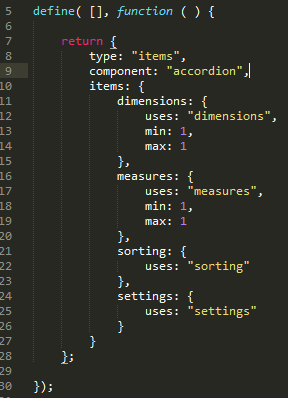 5 define( [], function ( ) {
6
7     return {
8         type: "items",
9         component: "accordion",
10         items: {
11             dimensions: {
12                 uses: "dimensions",
13                 min: 1,
14                 max: 1
15             },
16             measures: {
17                 uses: "measures",
18                 min: 1,
19                 max: 1
20             },
21             sorting: {
22                 uses: "sorting"
23             },
24             settings: {
25                 uses: "settings"
26             }
27         }
28     };
29
30 });